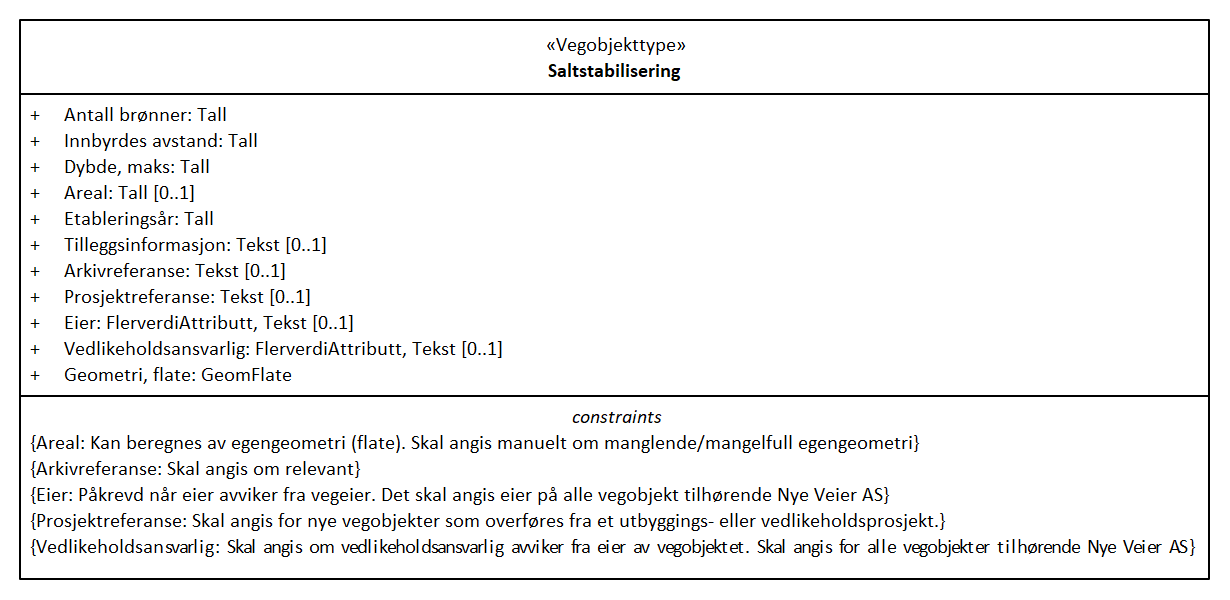 «Vegobjekttype»
Saltstabilisering
+ Antall brønner: Tall
+ Innbyrdes avstand: Tall
+ Dybde, maks: Tall
+ Areal: Tall [0..1]
+ Etableringsår: Tall
+ Tilleggsinformasjon: Tekst [0..1]
+ Arkivreferanse: Tekst [0..1]
+ Prosjektreferanse: Tekst [0..1]
+ Eier: FlerverdiAttributt, Tekst [0..1]
+ Vedlikeholdsansvarlig: FlerverdiAttributt, Tekst [0..1]
+ Geometri, flate: GeomFlate
constraints
{Areal: Kan beregnes av egengeometri (flate). Skal angis manuelt om manglende/mangelfull egengeometri}
{Arkivreferanse: Skal angis om relevant}
{Eier: Påkrevd når eier avviker fra vegeier. Det skal angis eier på alle vegobjekt tilhørende Nye Veier AS}
{Prosjektreferanse: Skal angis for nye vegobjekter som overføres fra et utbyggings- eller vedlikeholdsprosjekt.}
{Vedlikeholdsansvarlig: Skal angis om vedlikeholdsansvarlig avviker fra eier av vegobjektet. Skal angis for alle vegobjekter tilhørende Nye Veier AS}